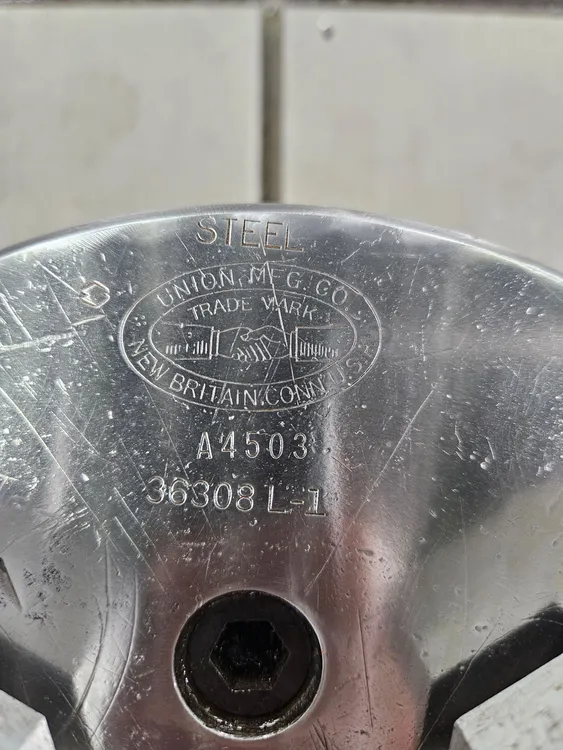 STEEL
UNION MFG. CO.
TRADE MARK
NEW BRITAIN, CONN. U.S.A.
A4503
36308 L-1